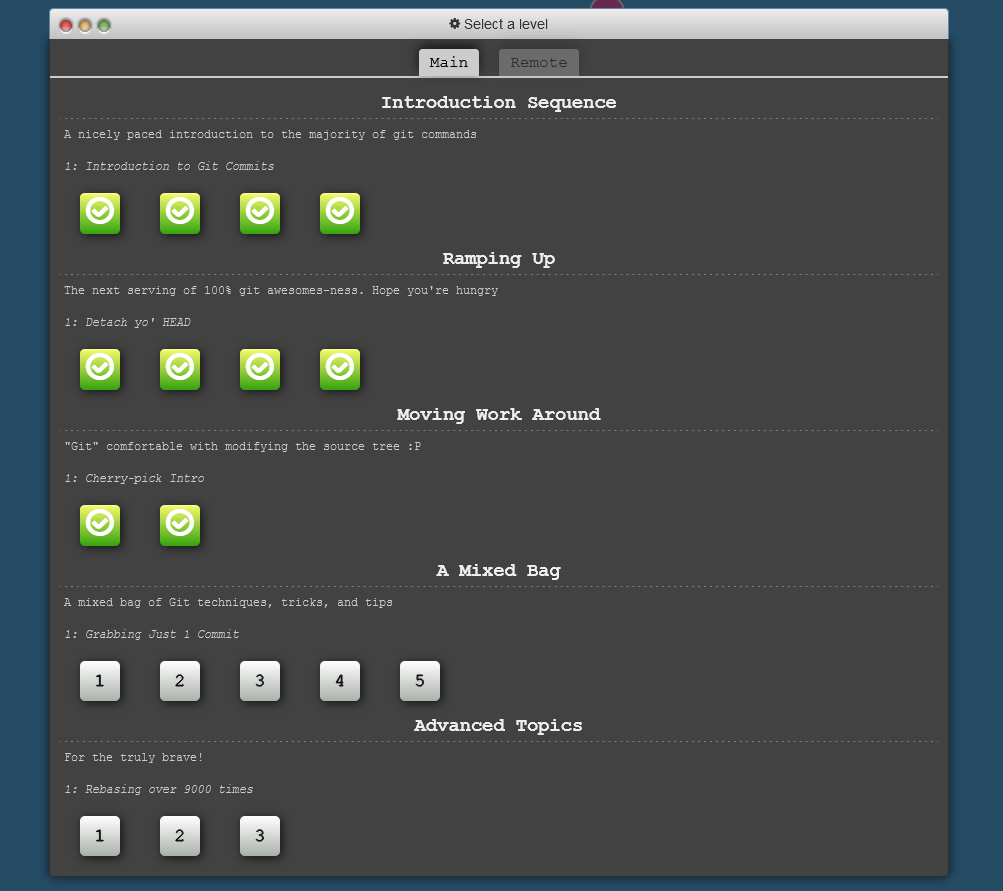 Select a level
Main Remote
Introduction Sequence
A nicely paced introduction to the majority of git commands
1: Introduction to Git Commits
Ramping Up
The next serving of 100% git awesomes-ness. Hope you're hungry
1: Detach yo' HEAD
Moving Work Around
"Git" comfortable with modifying the source tree :P
1: Cherry-pick Intro
A Mixed Bag
A mixed bag of Git techniques, tricks, and tips
1: Grabbing Just 1 Commit
1 2 3 4 5
Advanced Topics
For the truly brave!
1: Rebasing over 9000 times
1 2 3